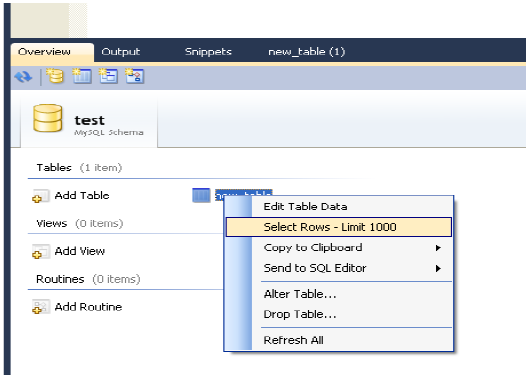 Overview Output Snippets new_table (1)
test
MySQL Schema
Tables (1 item)
Add Table new_table
Views (0 items)
Add View
Routines (0 items)
Add Routine
Edit Table Data
Select Rows - Limit 1000
Copy to Clipboard
Send to SQL Editor
Alter Table...
Drop Table...
Refresh All